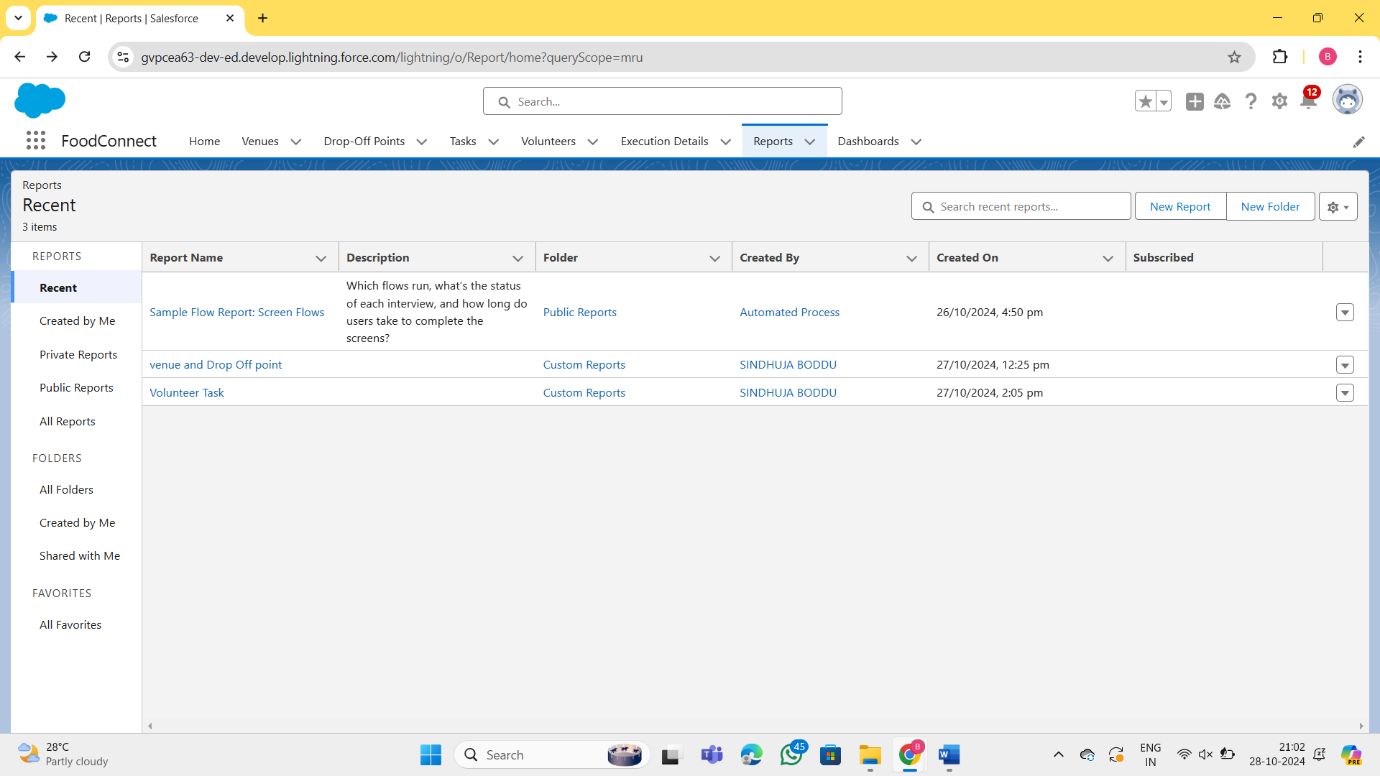 Recent | Reports | Salesforce
gvpcea63-dev-ed.develop.lightning.force.com/lightning/o/Report/home?queryScope=mru
B
Search...
12
FoodConnect
Home
Venues
Drop-Off Points
Tasks
Volunteers
Execution Details
Reports
Dashboards
Reports
Recent
3 items
Search recent reports...
New Report
New Folder
REPORTS
Recent
Created by Me
Private Reports
Public Reports
All Reports
FOLDERS
All Folders
Created by Me
Shared with Me
FAVORITES
All Favorites
Report Name
Description
Folder
Created By
Created On
Subscribed
Sample Flow Report: Screen Flows
Which flows run, what's the status
of each interview, and how long do
users take to complete the
screens?
Public Reports
Automated Process
26/10/2024, 4:50 pm
venue and Drop Off point
Custom Reports
SINDHUJA BODDU
27/10/2024, 12:25 pm
Volunteer Task
Custom Reports
SINDHUJA BODDU
27/10/2024, 2:05 pm
28°C
Partly cloudy
Search
45
B
ENG
IN
21:02
28-10-2024
PRE